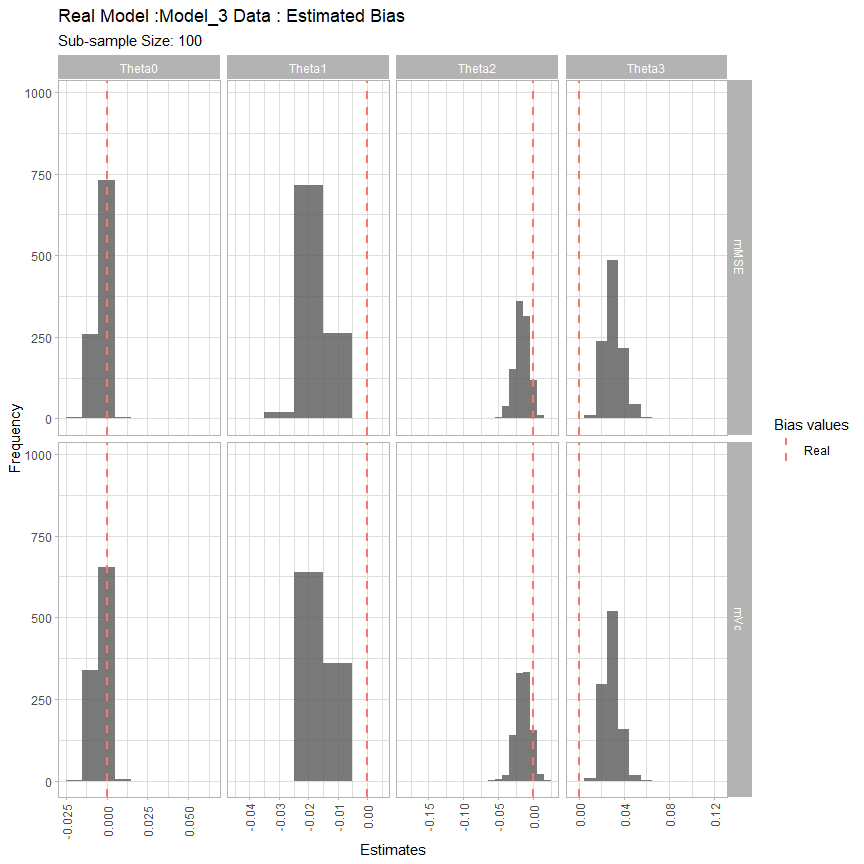 Real Model :Model_3 Data : Estimated Bias
Sub-sample Size: 100
Theta0 Theta1 Theta2 Theta3
1000
750
500
250
0
mMSE
1000
750
500
250
0
mVc
Frequency
-0.025 0.000 0.025 0.050
-0.04 -0.03 -0.02 -0.01 0.00
-0.15 -0.10 -0.05 0.00
0.00 0.04 0.08 0.12
Estimates
Bias values
Real